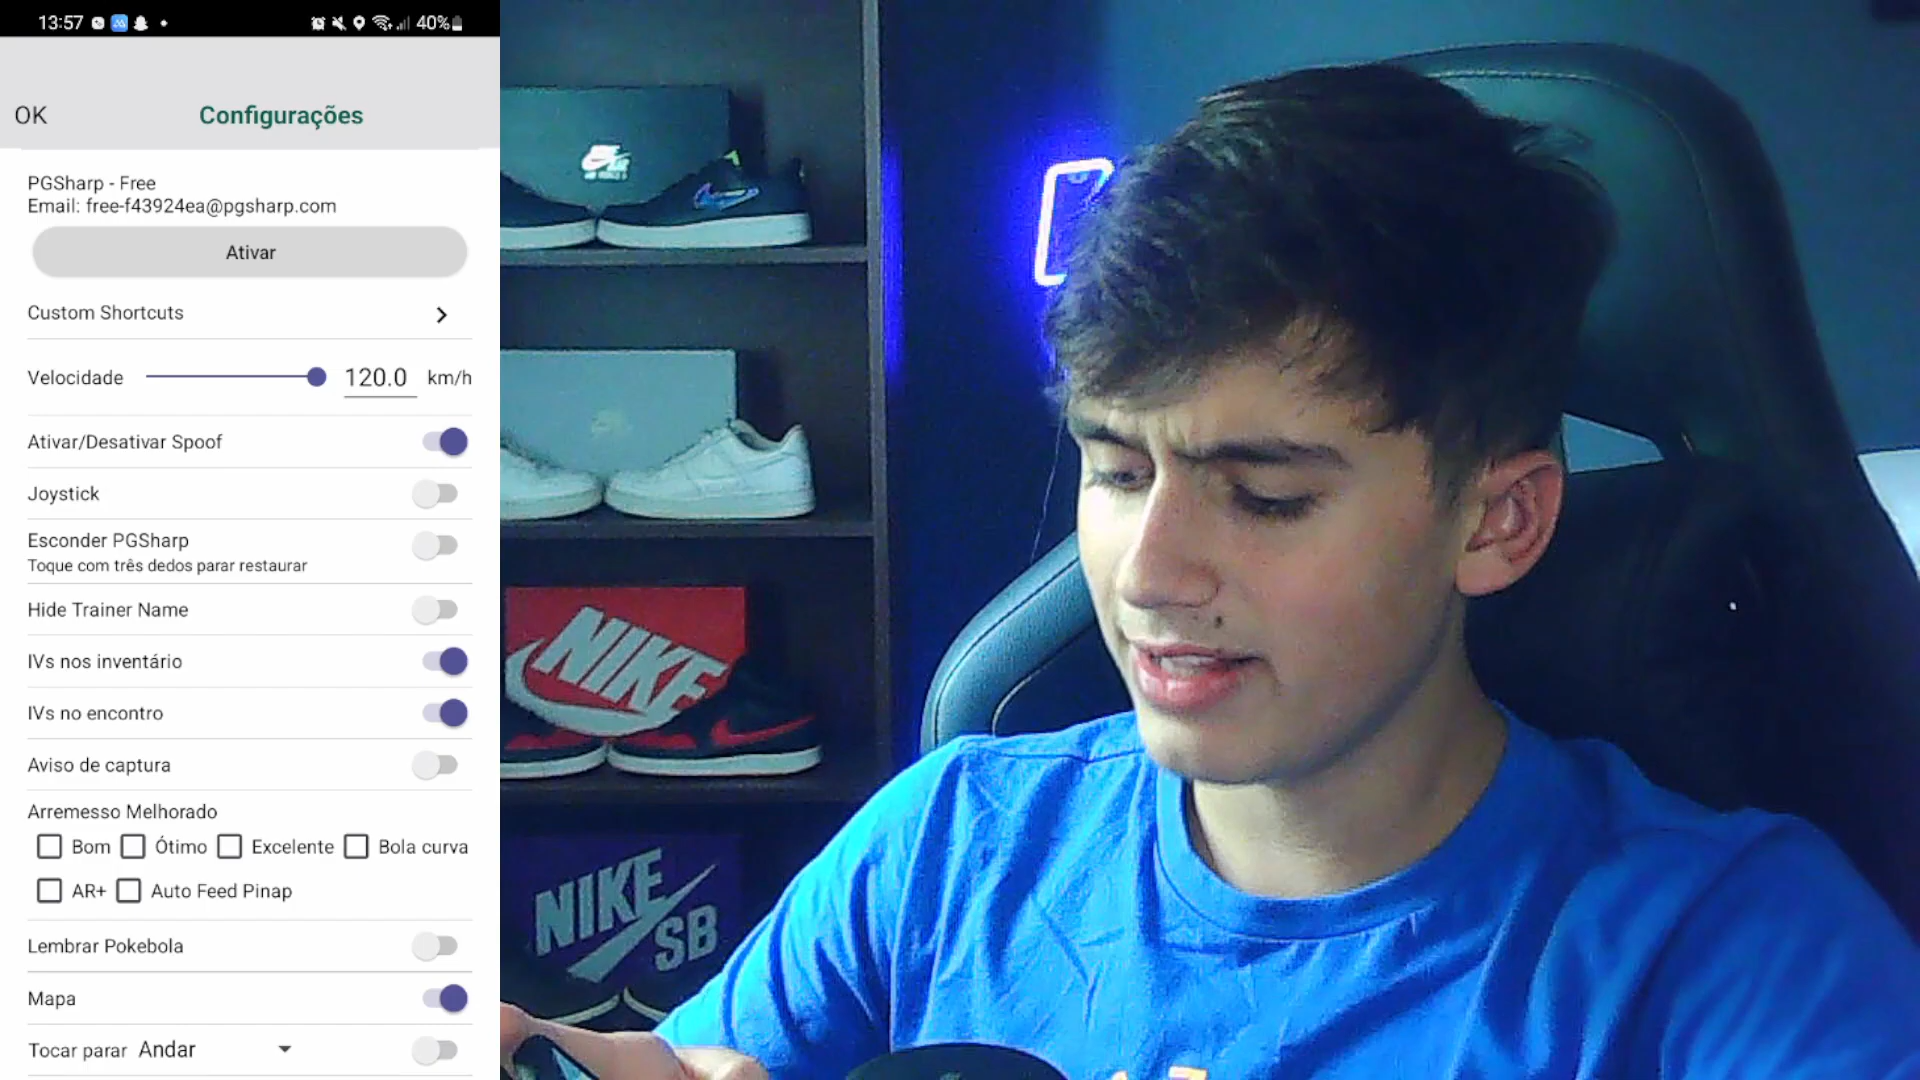 13:57
40%
OK
Configurações
PGSharp - Free
Email: free-f43924ea@pgsharp.com
Ativar
Custom Shortcuts
Velocidade 120.0 km/h
Ativar/Desativar Spoof
Joystick
Esconder PGSharp
Toque com três dedos parar restaurar
Hide Trainer Name
IVs nos inventário
IVs no encontro
Aviso de captura
Arremesso Melhorado
Bom Ótimo Excelente Bola curva
AR+ Auto Feed Pinap
Lembrar Pokebola
Mapa
Tocar parar Andar
NIKE
NIKE
SB